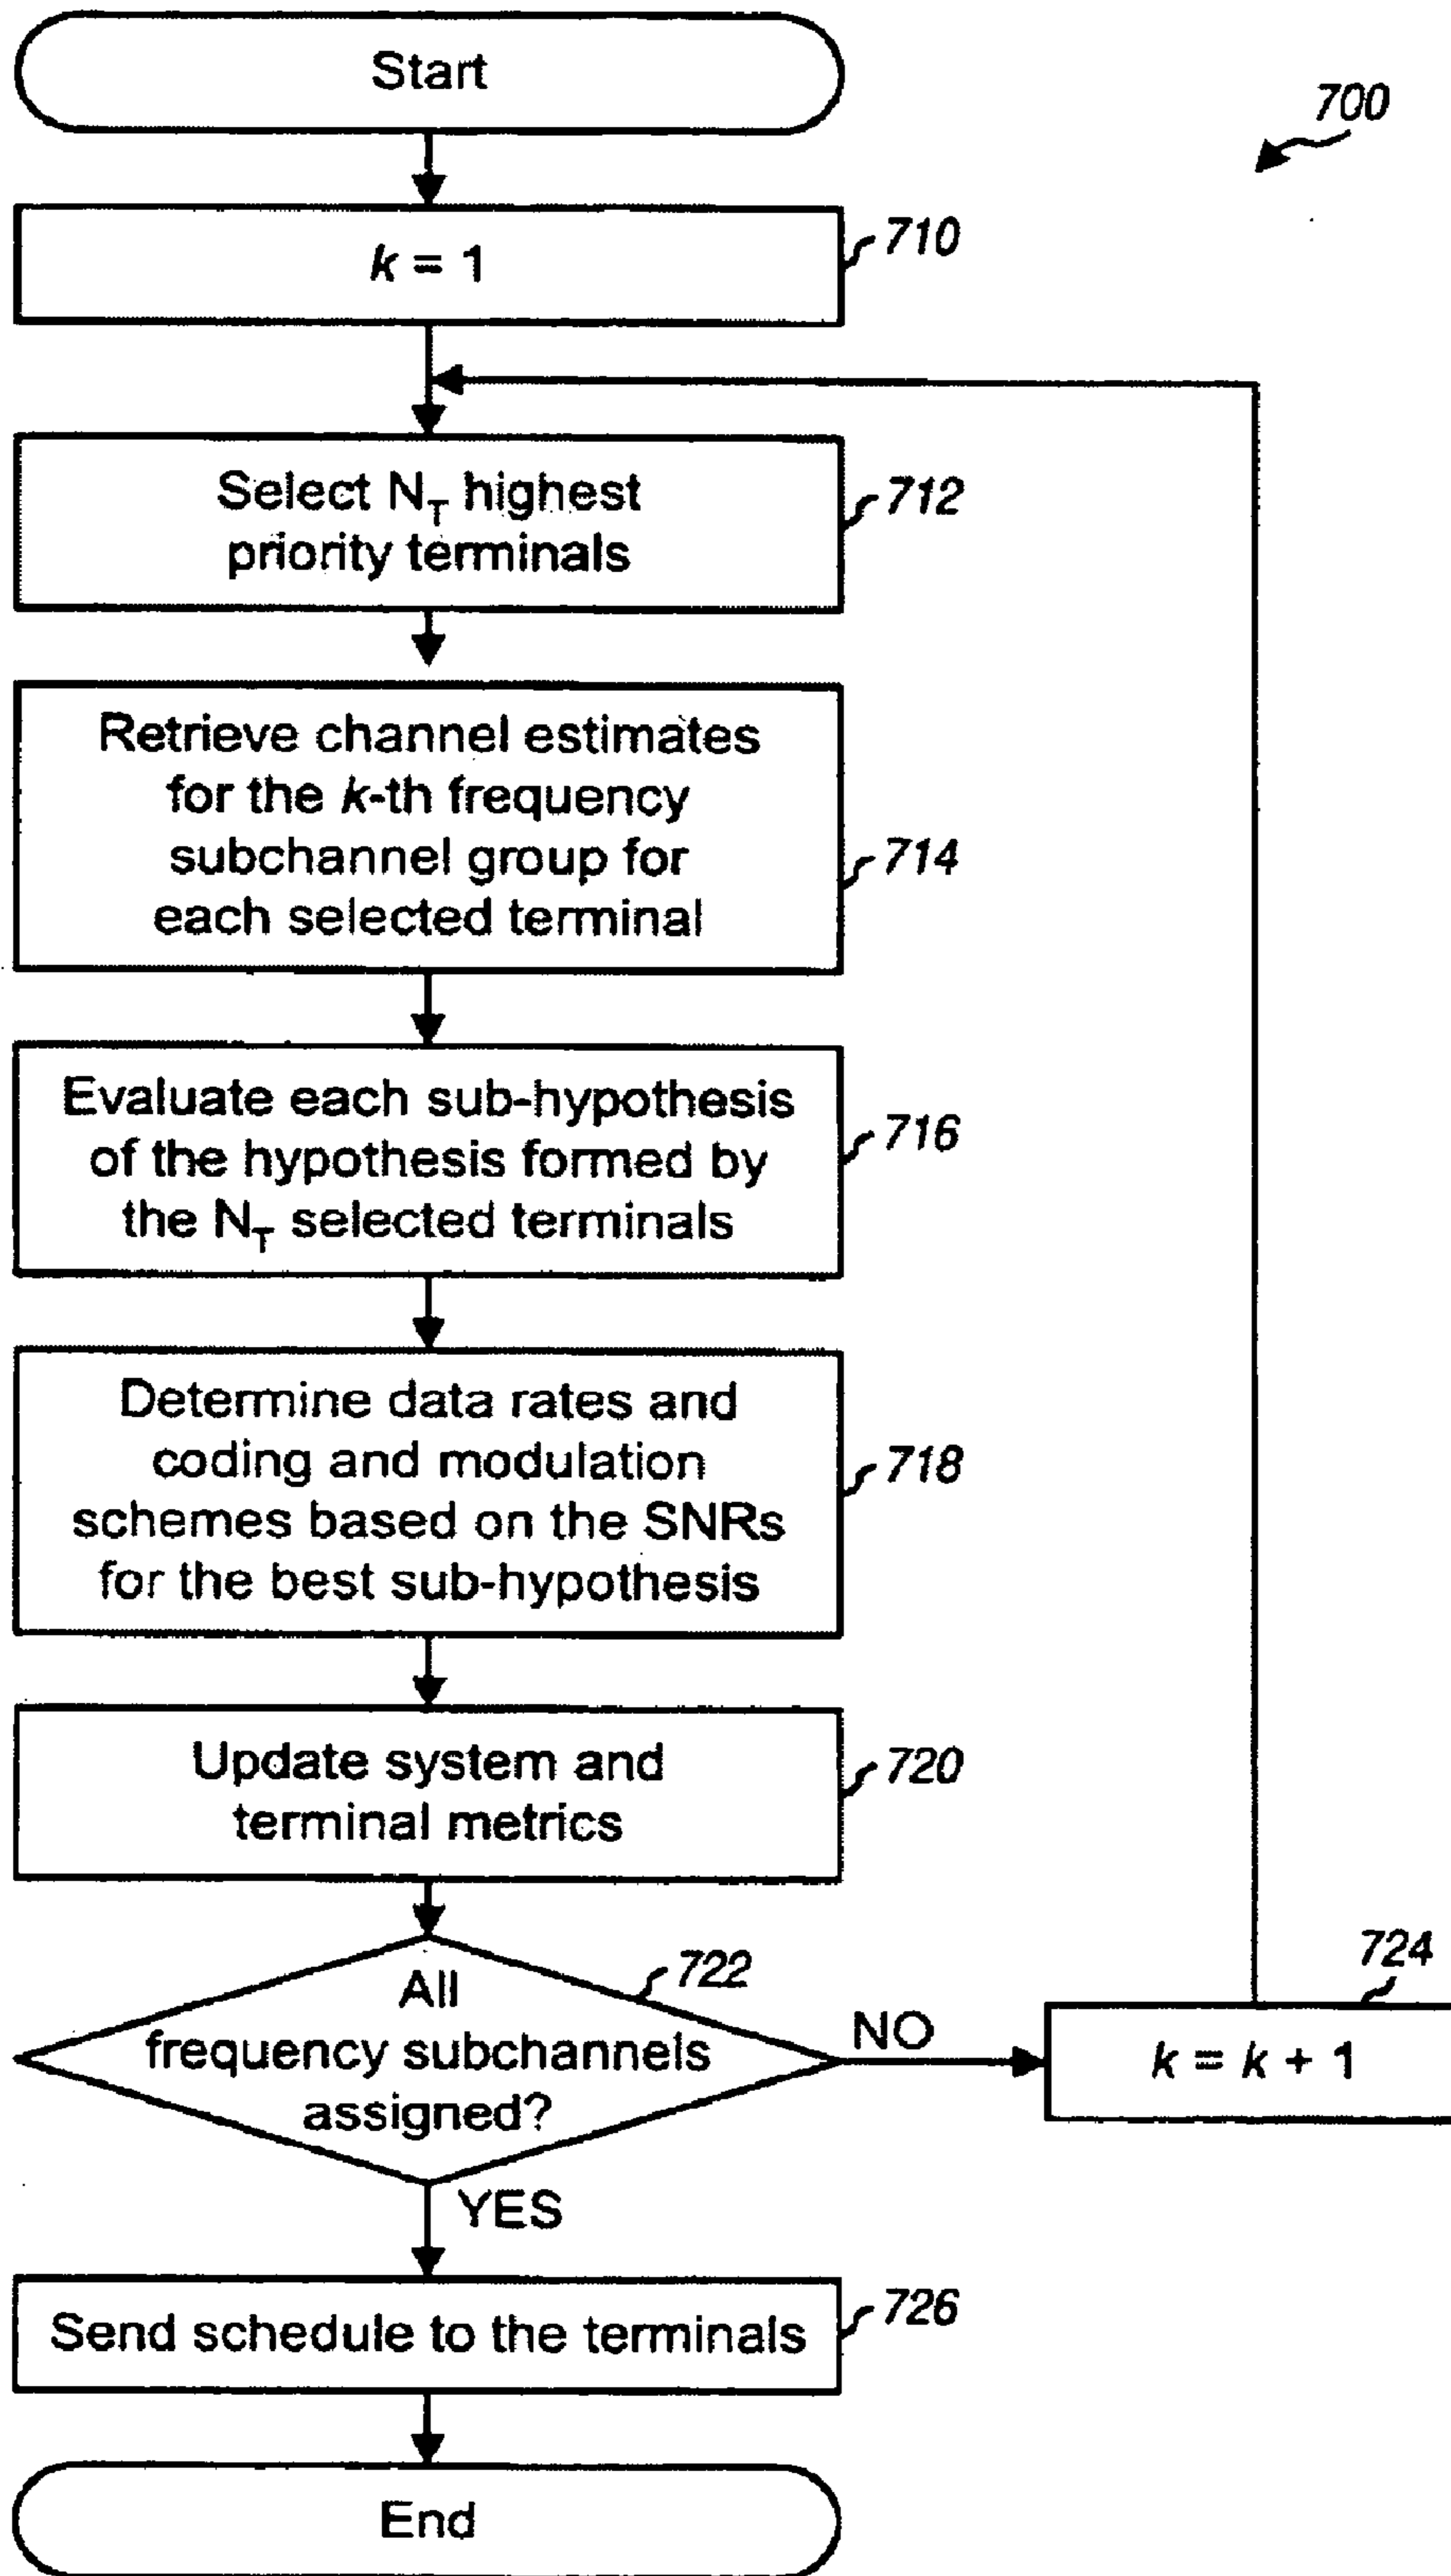 Start
700
k = 1
710
Select N_T highest
priority terminals
712
Retrieve channel estimates
for the k-th frequency
subchannel group for
each selected terminal
714
Evaluate each sub-hypothesis
of the hypothesis formed by
the N_T selected terminals
716
Determine data rates and
coding and modulation
schemes based on the SNRs
for the best sub-hypothesis
718
Update system and
terminal metrics
720
All
frequency subchannels
assigned?
722
NO
724
k = k + 1
YES
Send schedule to the terminals
726
End